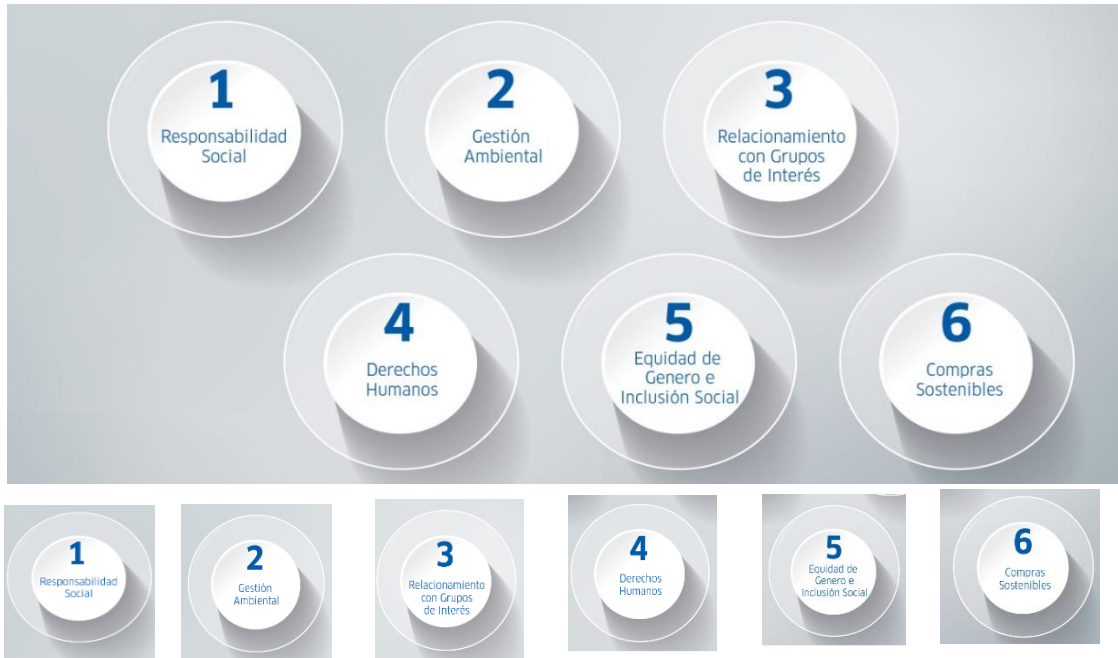 1
Responsabilidad
Social
2
Gestión
Ambiental
3
Relacionamiento
con Grupos
de Interés
4
Derechos
Humanos
5
Equidad de
Genero e
Inclusión Social
6
Compras
Sostenibles
1
Responsabilidad
Social
2
Gestión
Ambiental
3
Relacionamiento
con Grupos
de Interés
4
Derechos
Humanos
5
Equidad de
Genero e
Inclusión Social
6
Compras
Sostenibles